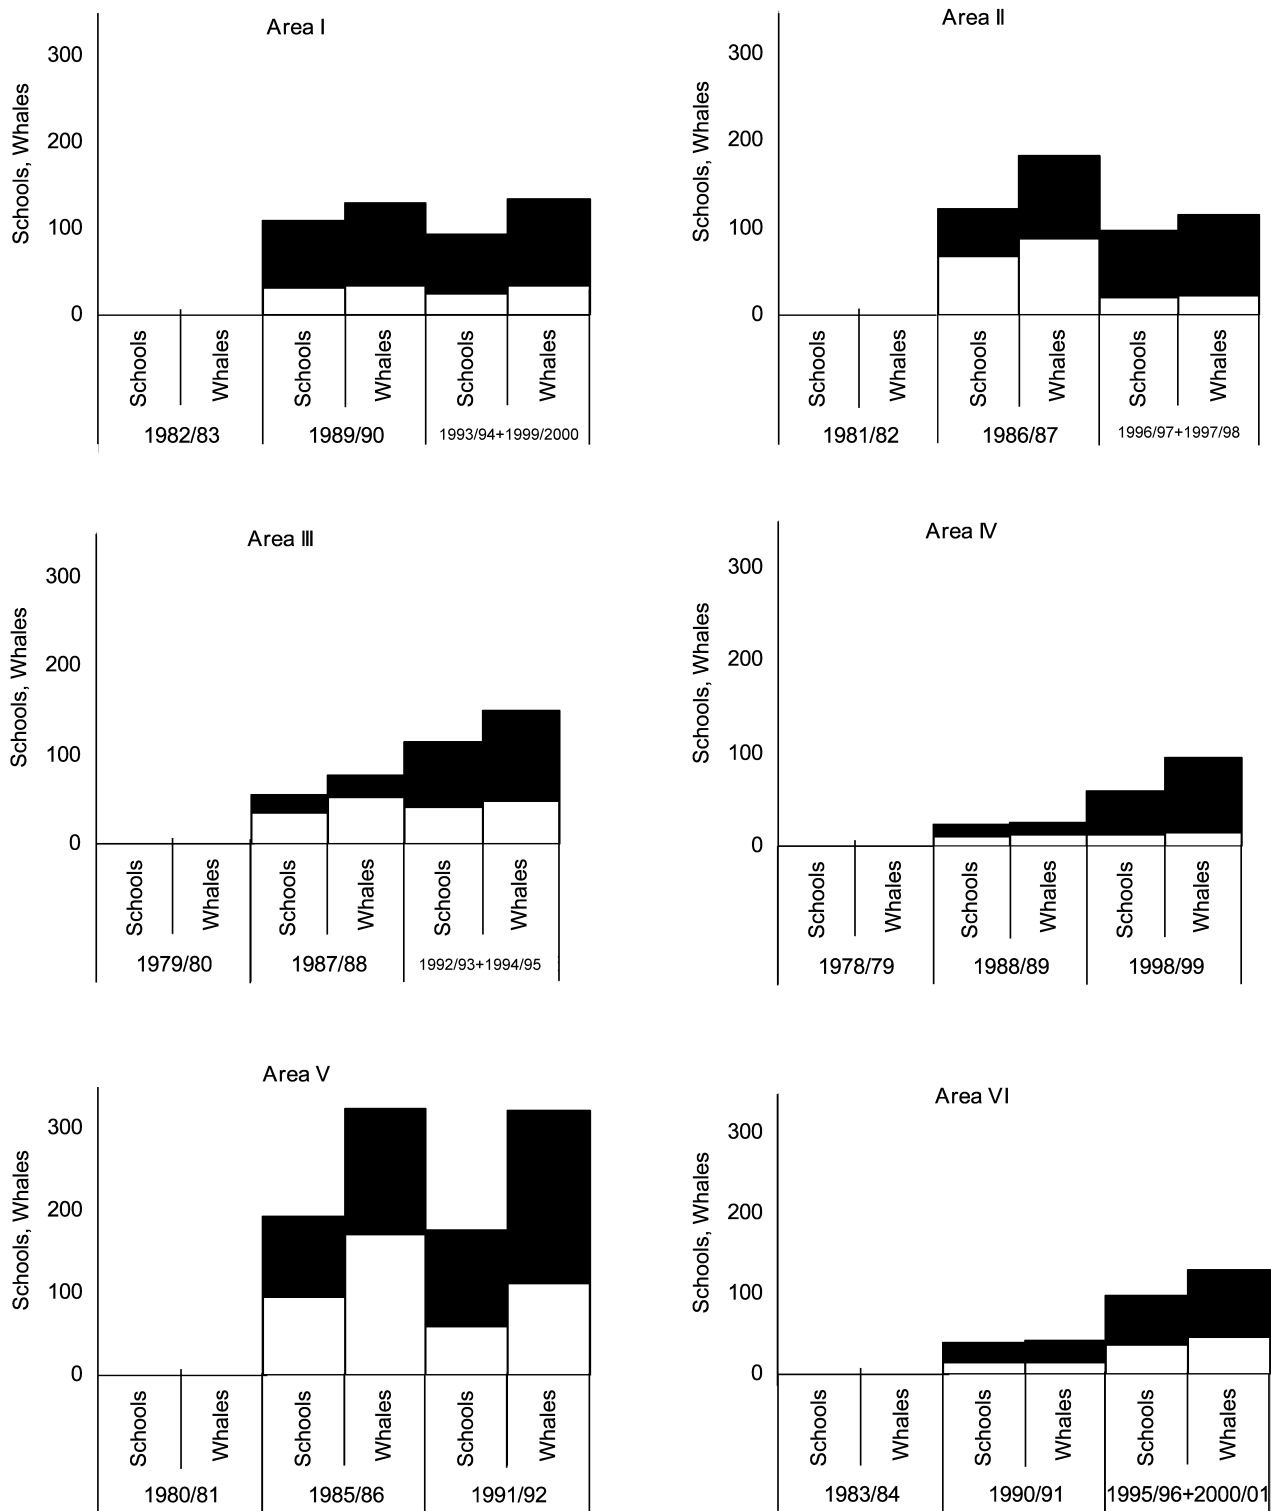 Area Ⅰ
300
200
100
0
Schools, Whales
Schools
Whales
Schools
Whales
Schools
Whales
1982/83
1989/90
1993/94+1999/2000
Area Ⅱ
300
200
100
0
Schools, Whales
Schools
Whales
Schools
Whales
Schools
Whales
1981/82
1986/87
1996/97+1997/98
Area Ⅲ
300
200
100
0
Schools, Whales
Schools
Whales
Schools
Whales
Schools
Whales
1979/80
1987/88
1992/93+1994/95
Area Ⅳ
300
200
100
0
Schools, Whales
Schools
Whales
Schools
Whales
Schools
Whales
1978/79
1988/89
1998/99
Area V
300
200
100
0
Schools, Whales
Schools
Whales
Schools
Whales
Schools
Whales
1980/81
1985/86
1991/92
Area VI
300
200
100
0
Schools, Whales
Schools
Whales
Schools
Whales
Schools
Whales
1983/84
1990/91
1995/96+2000/01